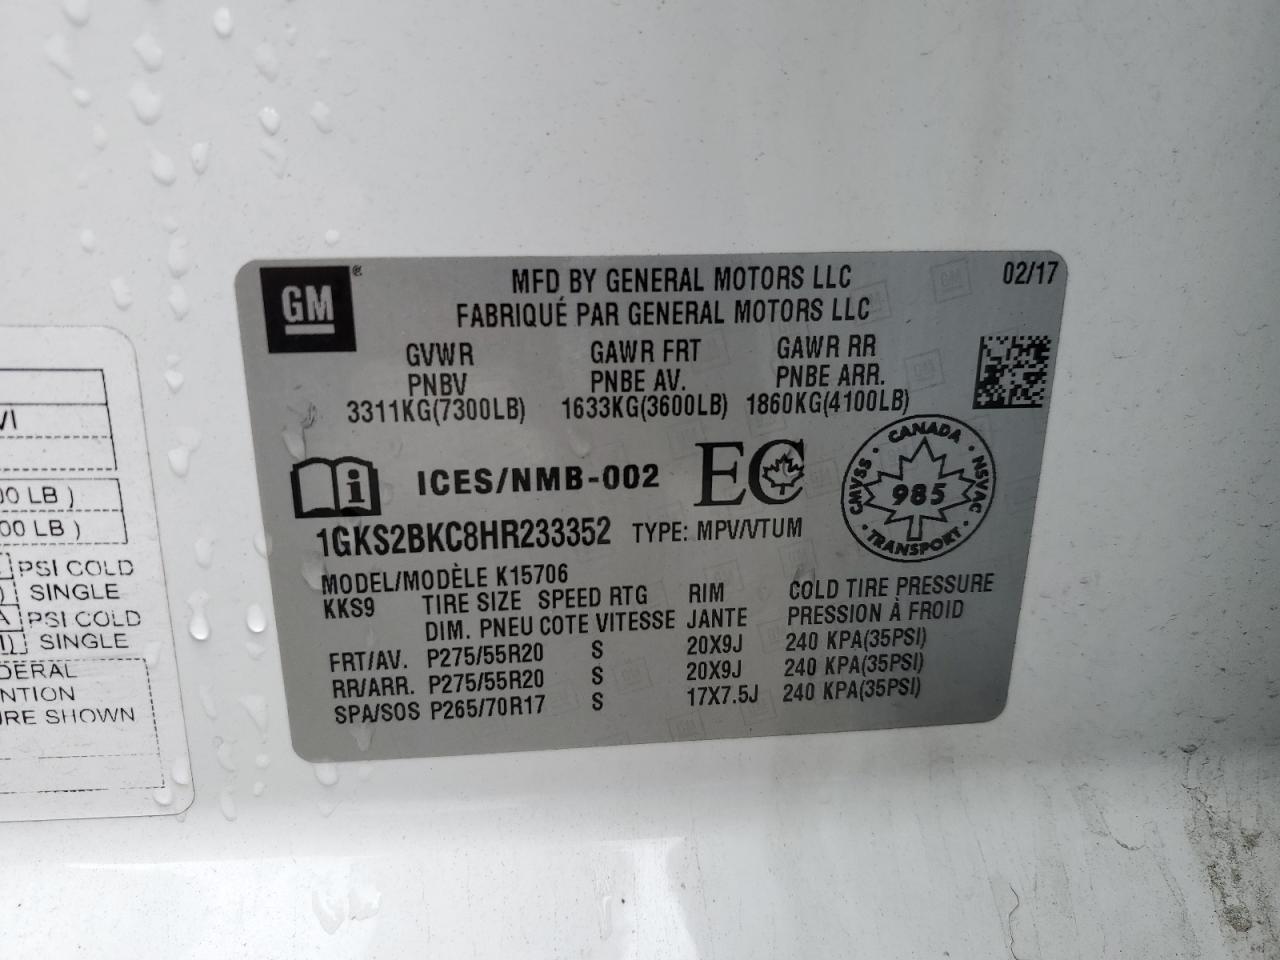 GM
MFD BY GENERAL MOTORS LLC
02/17
FABRIQUÉ PAR GENERAL MOTORS LLC
GVWR GAWR FRT GAWR RR
PNBV PNBE AV. PNBE ARR.
3311KG(7300LB) 1633KG(3600LB) 1860KG(4100LB)
ICES/NMB-002 EC
CANADA
CMVSS 985 NSVAC
TRANSPORT
1GKS2BKC8HR233352 TYPE: MPV/VTUM
MODEL/MODÈLE K15706
KKS9 TIRE SIZE SPEED RTG RIM COLD TIRE PRESSURE
DIM. PNEU COTE VITESSE JANTE PRESSION À FROID
FRT/AV. P275/55R20 S 20X9J 240 KPA(35PSI)
RR/ARR. P275/55R20 S 20X9J 240 KPA(35PSI)
SPA/SOS P265/70R17 S 17X7.5J 240 KPA(35PSI)
00 LB )
00 LB )
PSI COLD
SINGLE
PSI COLD
SINGLE
DERAL
NTION
URE SHOWN